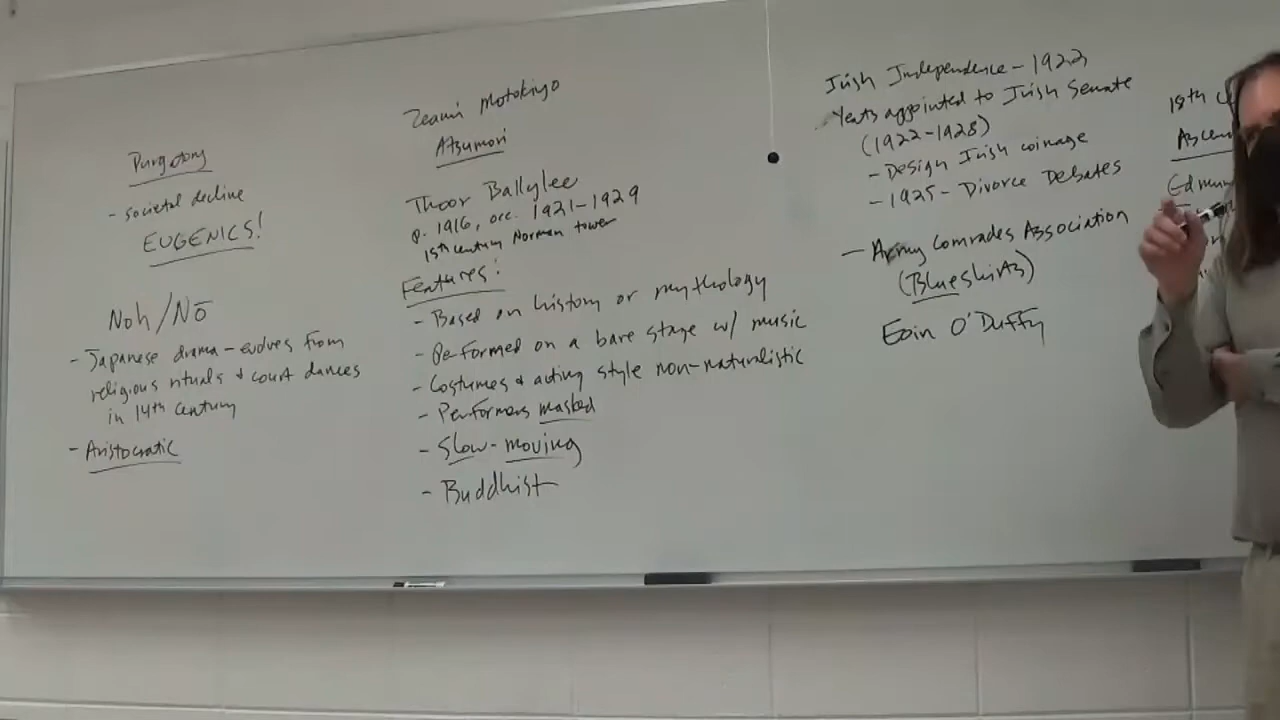 Purgatory
- societal decline
EUGENICS!
Noh/Nō
- Japanese drama - evolves from
religious rituals & court dances
in 14th century
- Aristocratic
Zeami Motokiyo
Atsumori
Thoor Ballylee
p. 1916, occ. 1921-1929
15th century Norman tower
Features:
- Based on history or mythology
- Performed on a bare stage w/ music
- Costumes & acting style non-naturalistic
- Performers masked
- Slow-moving
- Buddhist
Irish Independence - 1922
Yeats appointed to Irish Senate
(1922-1928)
- Design Irish coinage
- 1925 - Divorce Debates
- Army Comrades Association
(Blueshirts)
Eoin O'Duffy
18th